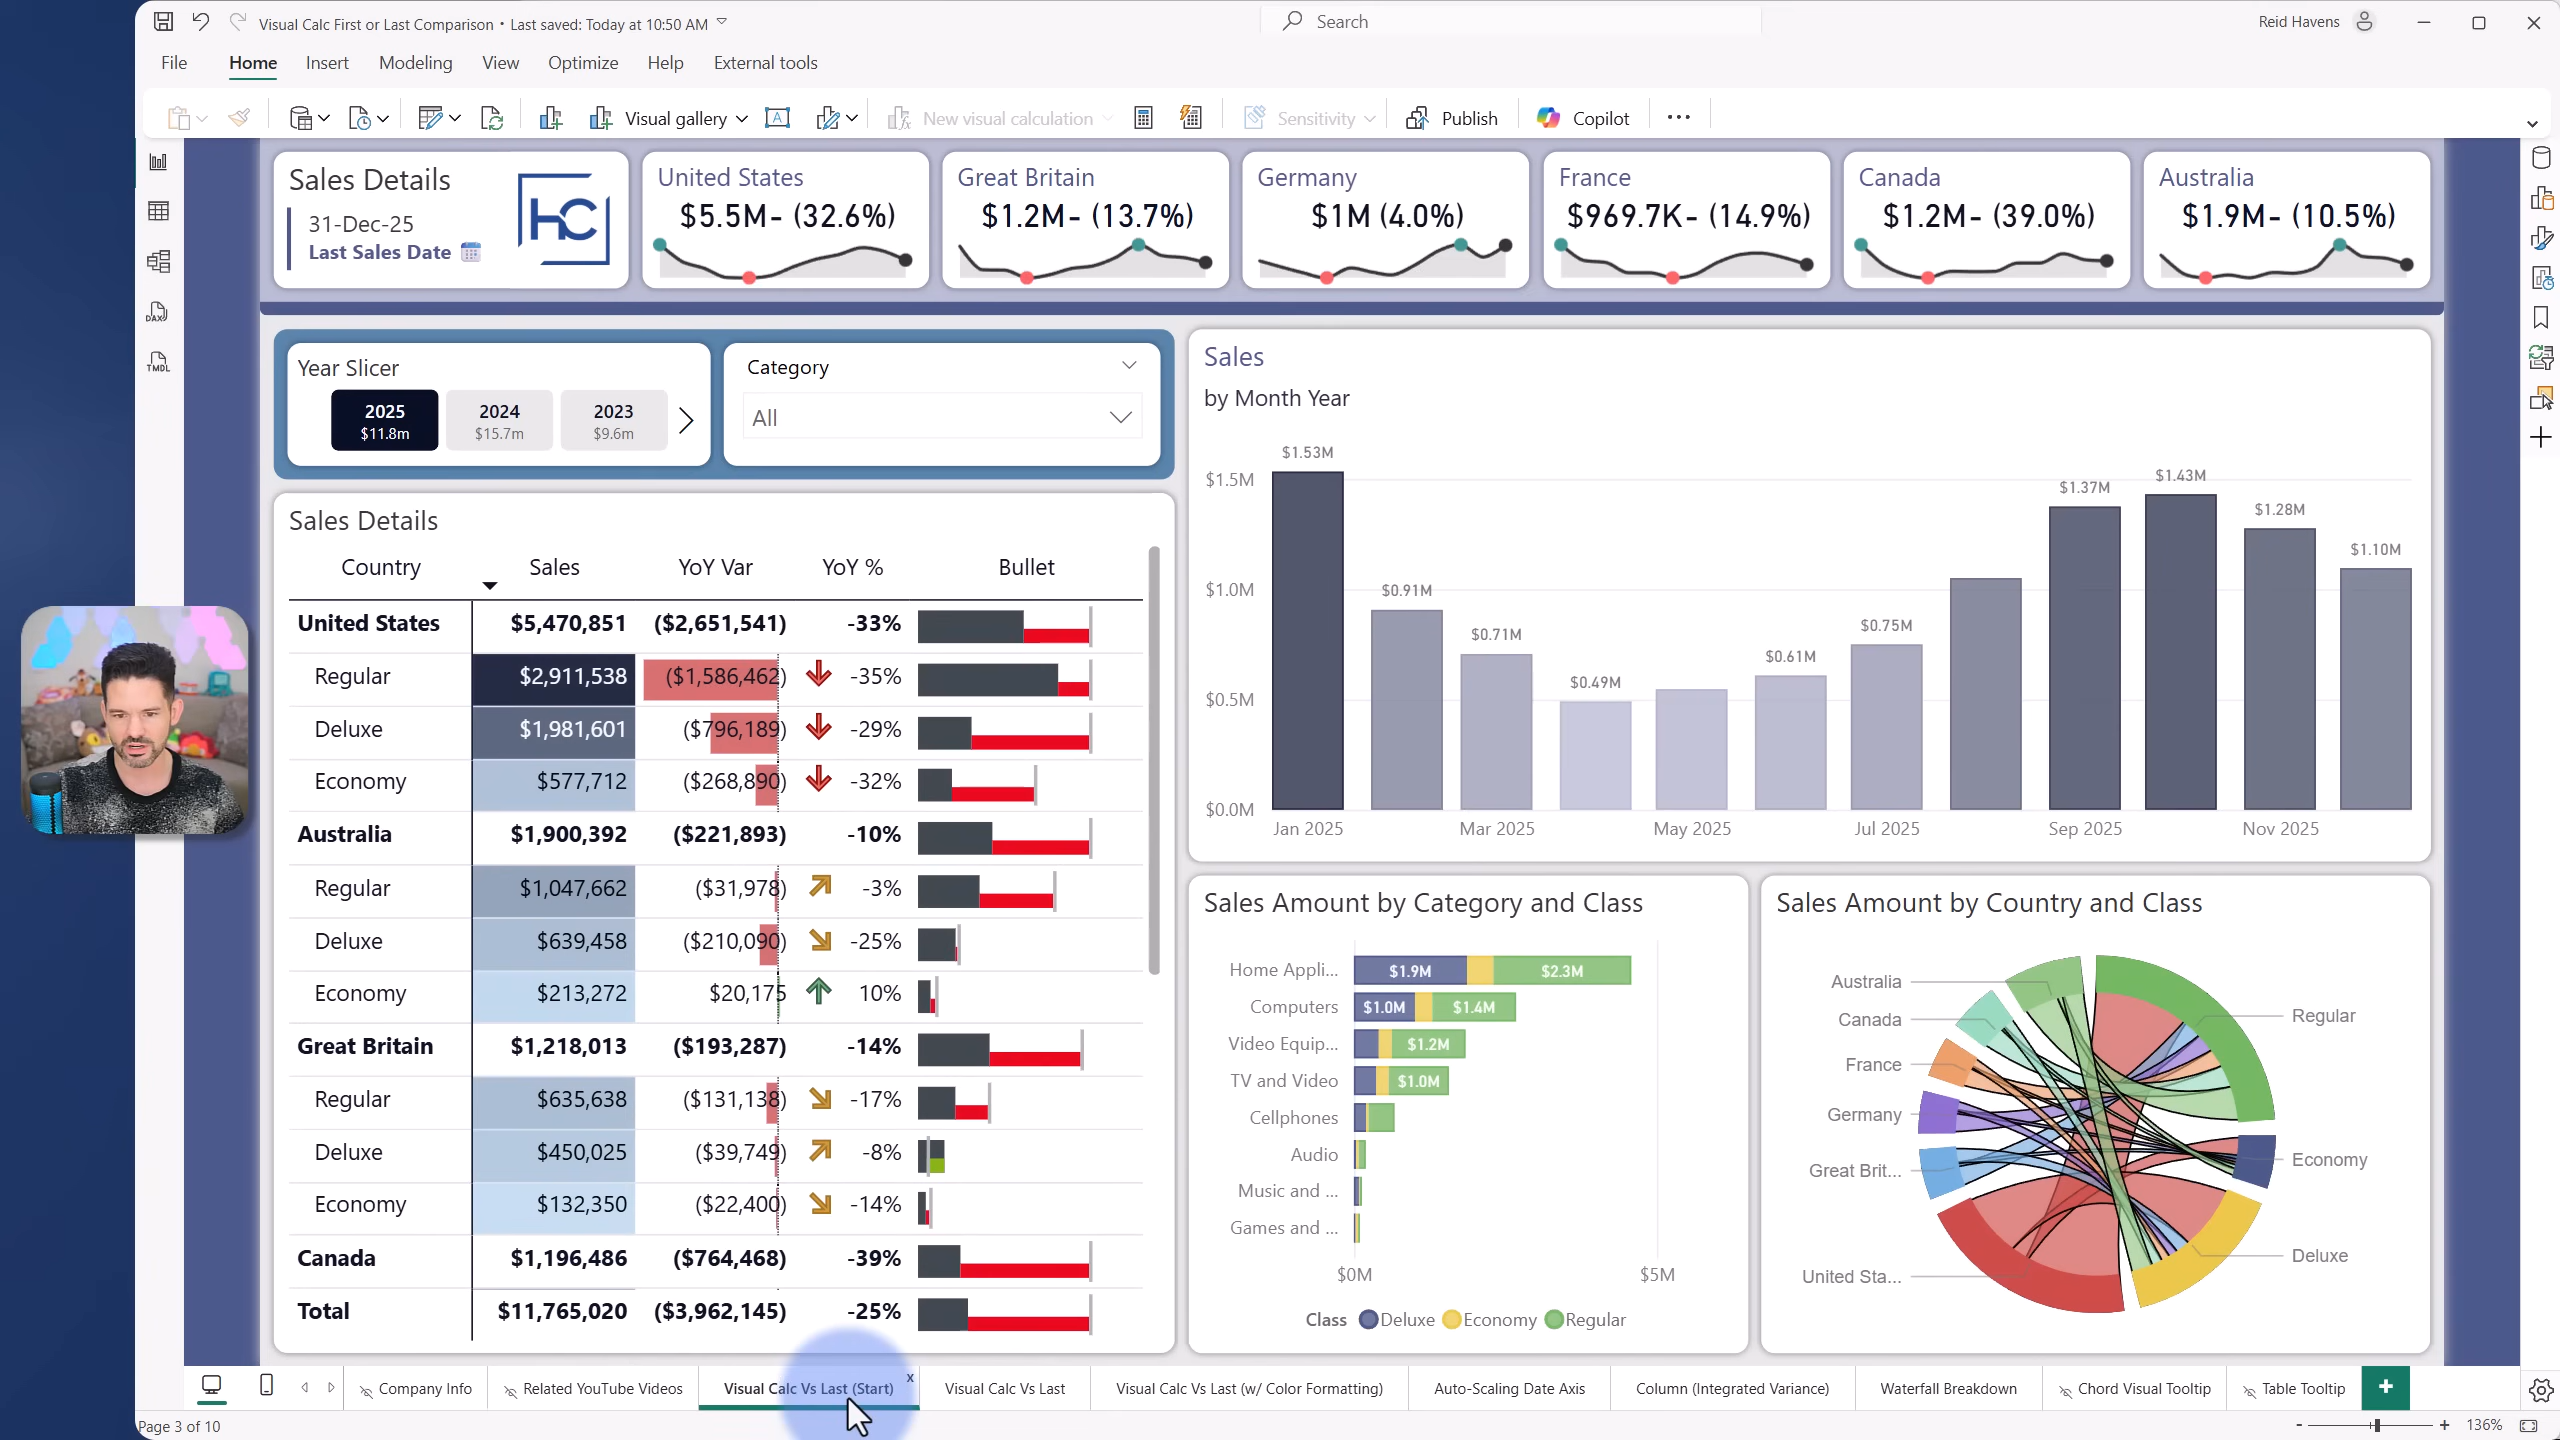 Visual Calc First or Last Comparison • Last saved: Today at 10:50 AM
Search
Reid Havens
File
Home
Insert
Modeling
View
Optimize
Help
External tools
Visual gallery
New visual calculation
Sensitivity
Publish
Copilot
DAX
TMDL
Sales Details
31-Dec-25
Last Sales Date
hC
United States
$5.5M- (32.6%)
Great Britain
$1.2M- (13.7%)
Germany
$1M (4.0%)
France
$969.7K- (14.9%)
Canada
$1.2M- (39.0%)
Australia
$1.9M- (10.5%)
Year Slicer
2025
$11.8m
2024
$15.7m
2023
$9.6m
Category
All
Sales Details
Country Sales YoY Var YoY % Bullet
United States $5,470,851 ($2,651,541) -33%
Regular $2,911,538 ($1,586,462) -35%
Deluxe $1,981,601 ($796,189) -29%
Economy $577,712 ($268,890) -32%
Australia $1,900,392 ($221,893) -10%
Regular $1,047,662 ($31,978) -3%
Deluxe $639,458 ($210,090) -25%
Economy $213,272 $20,175 10%
Great Britain $1,218,013 ($193,287) -14%
Regular $635,638 ($131,138) -17%
Deluxe $450,025 ($39,749) -8%
Economy $132,350 ($22,400) -14%
Canada $1,196,486 ($764,468) -39%
Total $11,765,020 ($3,962,145) -25%
Sales
by Month Year
$1.5M
$1.0M
$0.5M
$0.0M
$1.53M
$0.91M
$0.71M
$0.49M
$0.61M
$0.75M
$1.37M
$1.43M
$1.28M
$1.10M
Jan 2025
Mar 2025
May 2025
Jul 2025
Sep 2025
Nov 2025
Sales Amount by Category and Class
Home Appli... $1.9M $2.3M
Computers $1.0M $1.4M
Video Equip... $1.2M
TV and Video $1.0M
Cellphones
Audio
Music and ...
Games and ...
$0M
$5M
Class Deluxe Economy Regular
Sales Amount by Country and Class
Australia
Canada
France
Germany
Great Brit...
United Sta...
Regular
Economy
Deluxe
Company Info
Related YouTube Videos
Visual Calc Vs Last (Start)
Visual Calc Vs Last
Visual Calc Vs Last (w/ Color Formatting)
Auto-Scaling Date Axis
Column (Integrated Variance)
Waterfall Breakdown
Chord Visual Tooltip
Table Tooltip
Page 3 of 10
136%